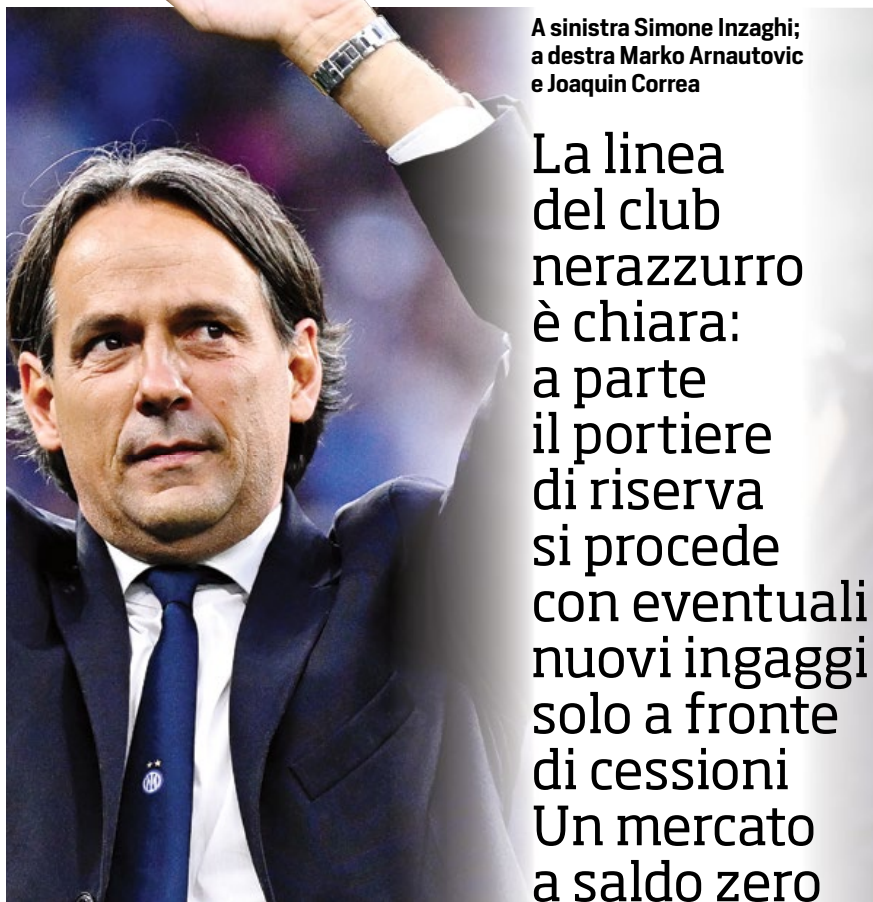 A sinistra Simone Inzaghi;
a destra Marko Arnautovic
e Joaquin Correa
La linea
del club
nerazzurro
è chiara:
a parte
il portiere
di riserva
si procede
con eventuali
nuovi ingaggi
solo a fronte
di cessioni
Un mercato
a saldo zero